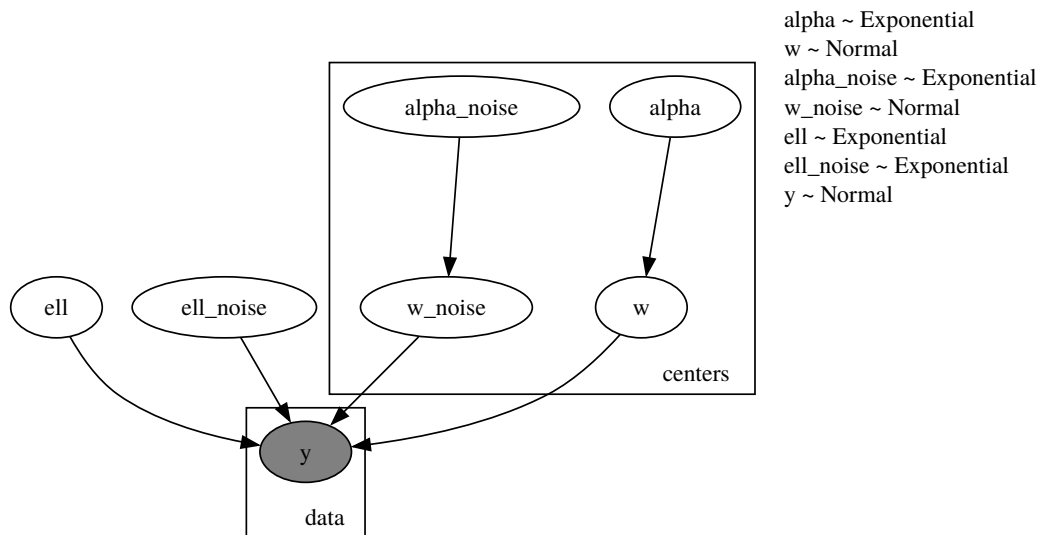 alpha ~ Exponential
w ~ Normal
alpha_noise ~ Exponential
w_noise ~ Normal
ell ~ Exponential
ell_noise ~ Exponential
y ~ Normal
alpha_noise
alpha
ell
ell_noise
w_noise
w
centers
y
data